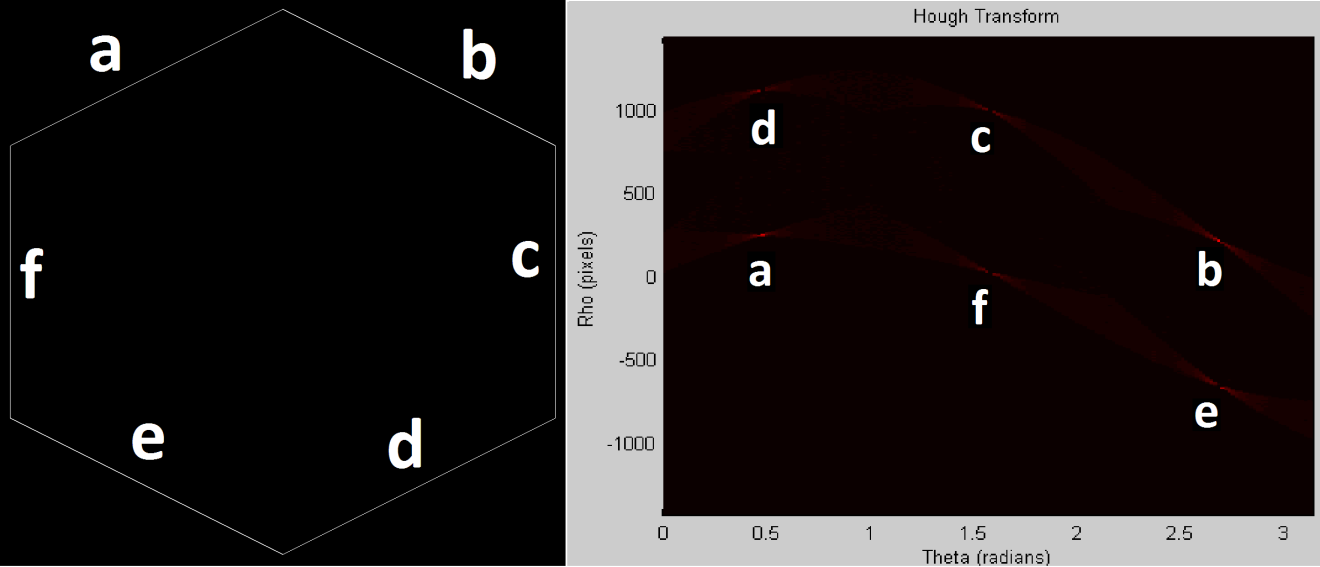 a
b
f
c
e
d
Hough Transform
Rho (pixels)
1000
500
0
-500
-1000
d
c
a
f
b
e
0 0.5 1 1.5 2 2.5 3
Theta (radians)